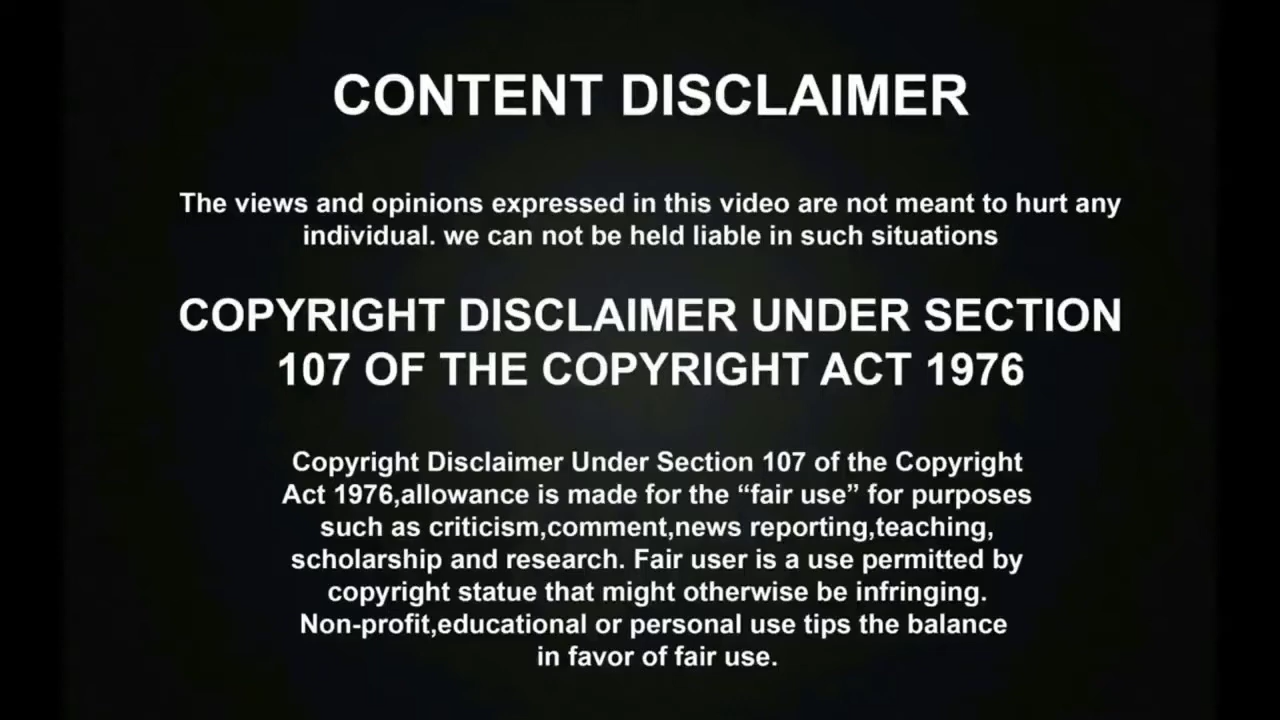 CONTENT DISCLAIMER
The views and opinions expressed in this video are not meant to hurt any
individual. we can not be held liable in such situations
COPYRIGHT DISCLAIMER UNDER SECTION
107 OF THE COPYRIGHT ACT 1976
Copyright Disclaimer Under Section 107 of the Copyright
Act 1976,allowance is made for the “fair use” for purposes
such as criticism,comment,news reporting,teaching,
scholarship and research. Fair user is a use permitted by
copyright statue that might otherwise be infringing.
Non-profit,educational or personal use tips the balance
in favor of fair use.